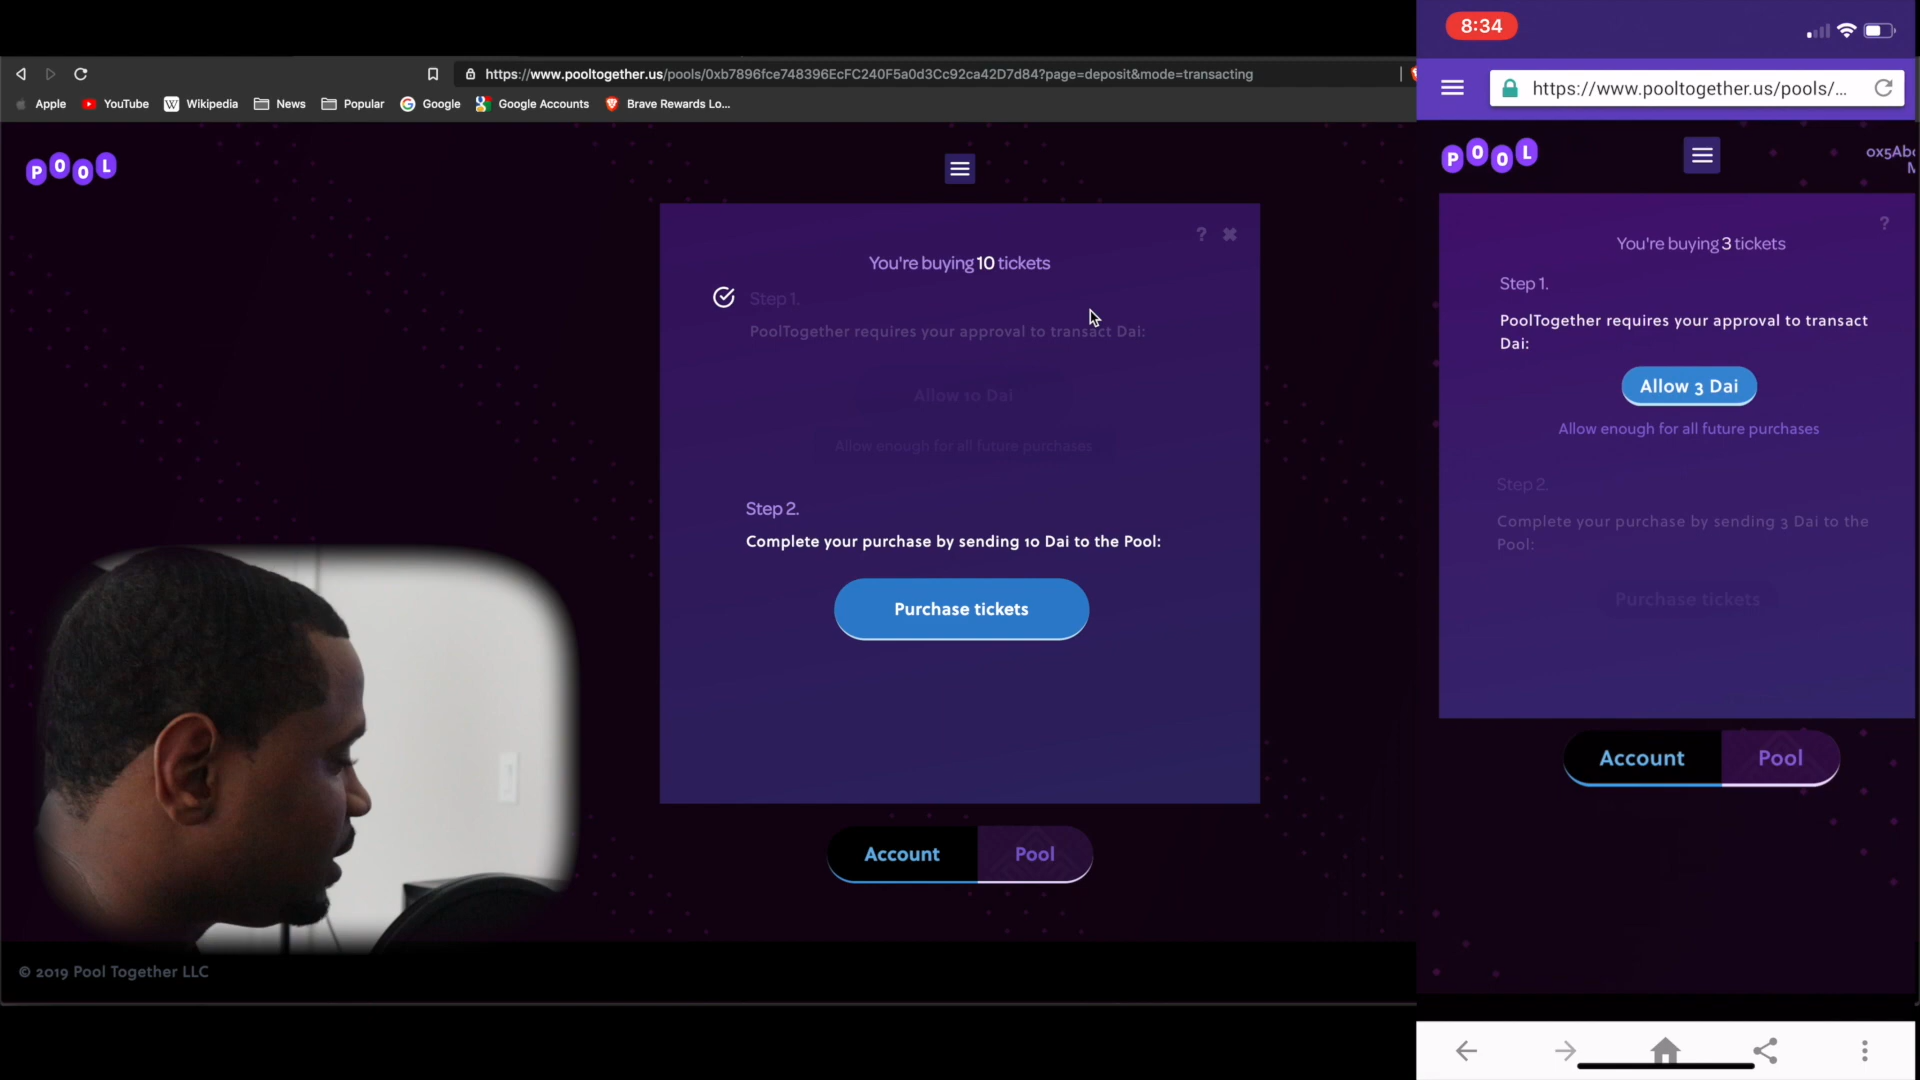 https://www.pooltogether.us/pools/0xb7896fce748396EcFC240F5a0d3Cc92ca42D7d84?page=deposit&mode=transacting
Apple
YouTube
W Wikipedia
News
Popular
G Google
Google Accounts
Brave Rewards Lo...
POOL
? ✖
You're buying 10 tickets
Step 1.
PoolTogether requires your approval to transact Dai:
Allow 10 Dai
Allow enough for all future purchases
Step 2.
Complete your purchase by sending 10 Dai to the Pool:
Purchase tickets
Account
Pool
© 2019 Pool Together LLC
8:34
https://www.pooltogether.us/pools/...
POOL
?
You're buying 3 tickets
Step 1.
PoolTogether requires your approval to transact
Dai:
Allow 3 Dai
Allow enough for all future purchases
Step 2.
Complete your purchase by sending 3 Dai to the
Pool:
Purchase tickets
Account
Pool